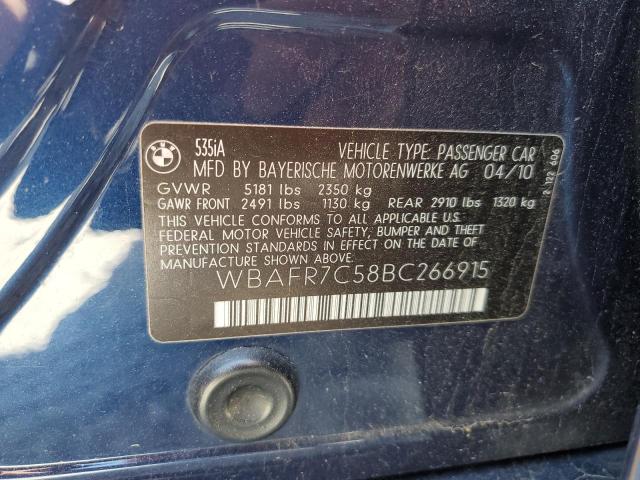 BMW
535iA VEHICLE TYPE: PASSENGER CAR
MFD BY BAYERISCHE MOTORENWERKE AG 04/10
GVWR 5181 lbs 2350 kg
GAWR FRONT 2491 lbs 1130 kg REAR 2910 lbs 1320 kg
THIS VEHICLE CONFORMS TO ALL APPLICABLE U.S.
FEDERAL MOTOR VEHICLE SAFETY, BUMPER AND THEFT
PREVENTION STANDARDS IN EFFECT ON THE DATE OF
MANUFACTURE SHOWN ABOVE.
WBAFR7C58BC266915
606